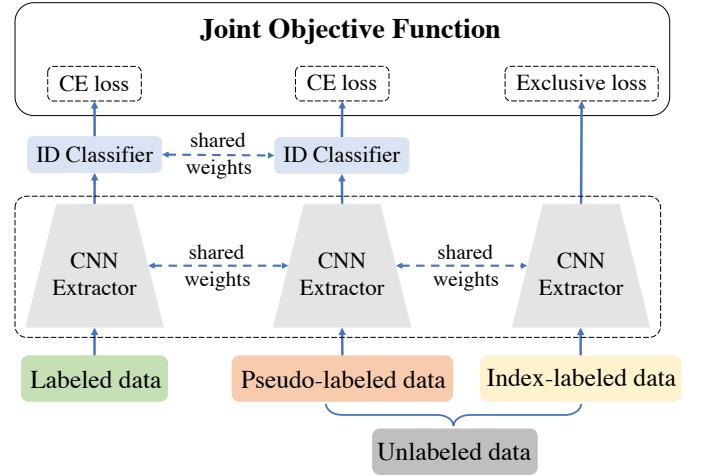 Joint Objective Function
CE loss
CE loss
Exclusive loss
ID Classifier
shared
weights
ID Classifier
CNN
Extractor
shared
weights
CNN
Extractor
shared
weights
CNN
Extractor
Labeled data
Pseudo-labeled data
Index-labeled data
Unlabeled data